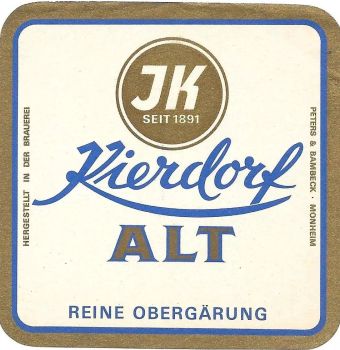 JK
SEIT 1891
Kierdorf
ALT
REINE OBERGÄRUNG
HERGESTELLT IN DER BRAUEREI
PETERS & BAMBECK · MONHEIM